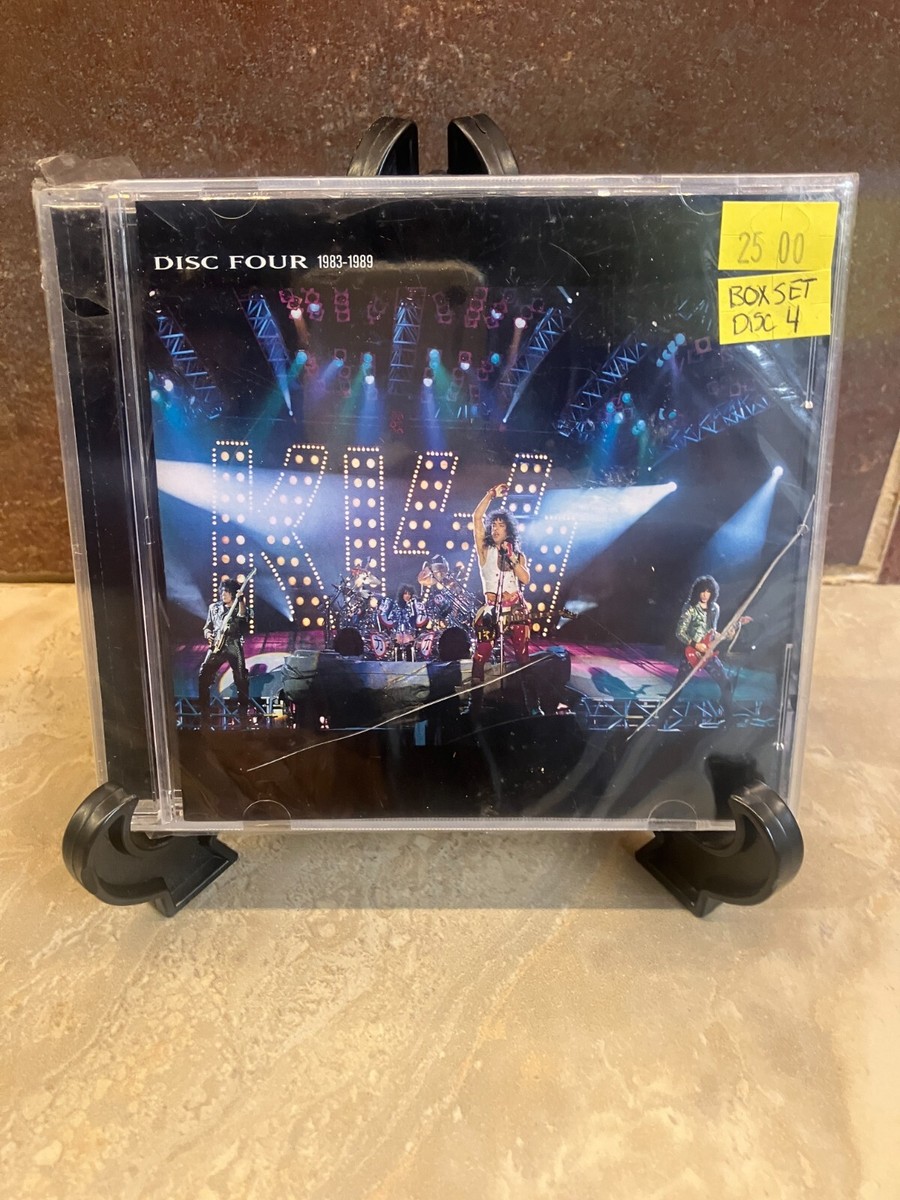 DISC FOUR 1983-1989
25 00
BOX SET
DISC 4
KISS